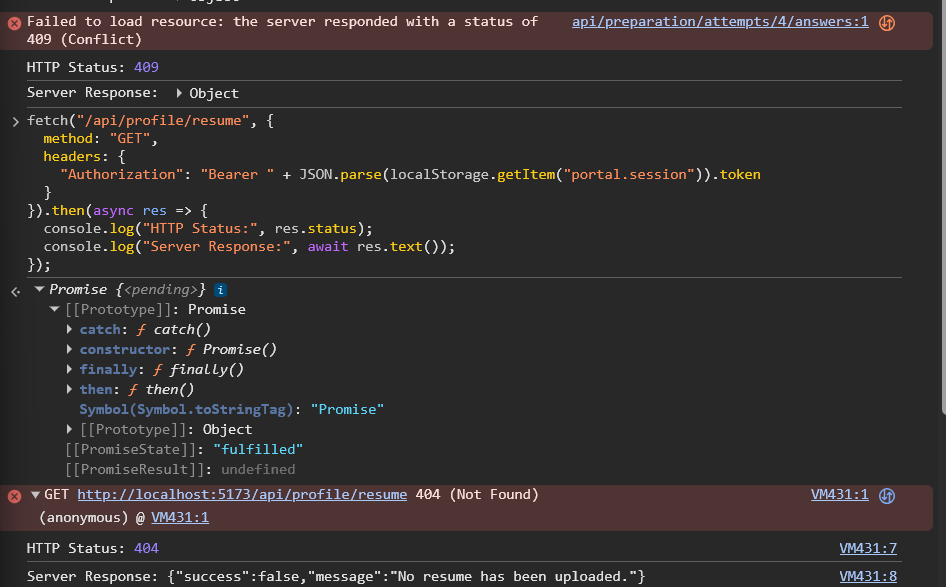 Failed to load resource: the server responded with a status of api/preparation/attempts/4/answers:1
409 (Conflict)
HTTP Status: 409
Server Response: ▶ Object
> fetch("/api/profile/resume", {
method: "GET",
headers: {
"Authorization": "Bearer " + JSON.parse(localStorage.getItem("portal.session")).token
}
}).then(async res => {
console.log("HTTP Status:", res.status);
console.log("Server Response:", await res.text());
});
▼ Promise {<pending>} i
▼ [[Prototype]]: Promise
▶ catch: ƒ catch()
▶ constructor: ƒ Promise()
▶ finally: ƒ finally()
▶ then: ƒ then()
Symbol(Symbol.toStringTag): "Promise"
▶ [[Prototype]]: Object
[[PromiseState]]: "fulfilled"
[[PromiseResult]]: undefined
▼ GET http://localhost:5173/api/profile/resume 404 (Not Found) VM431:1
(anonymous) @ VM431:1
HTTP Status: 404 VM431:7
Server Response: {"success":false,"message":"No resume has been uploaded."} VM431:8